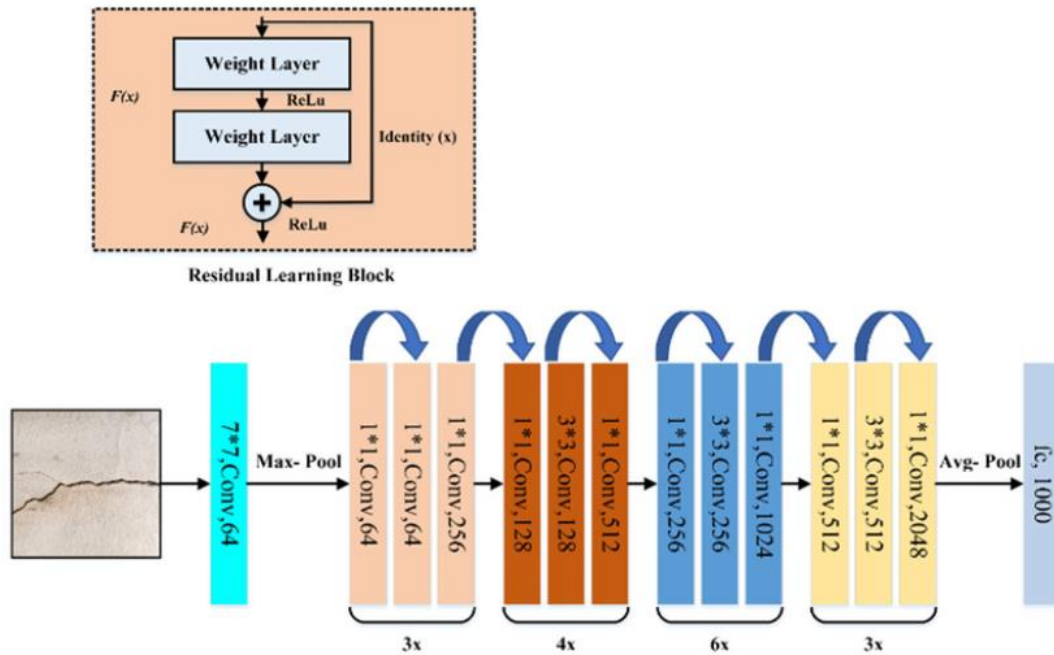 Weight Layer
F(x)
ReLu
Weight Layer
Identity (x)
+
F(x)
ReLu
Residual Learning Block
7*7,Conv,64
Max- Pool
1*1,Conv,64
1*1,Conv,64
1*1,Conv,256
1*1,Conv,128
3*3,Conv,128
1*1,Conv,512
1*1,Conv,256
3*3,Conv,256
1*1,Conv,1024
1*1,Conv,512
3*3,Conv,512
1*1,Conv,2048
Avg- Pool
fc, 1000
3x
4x
6x
3x